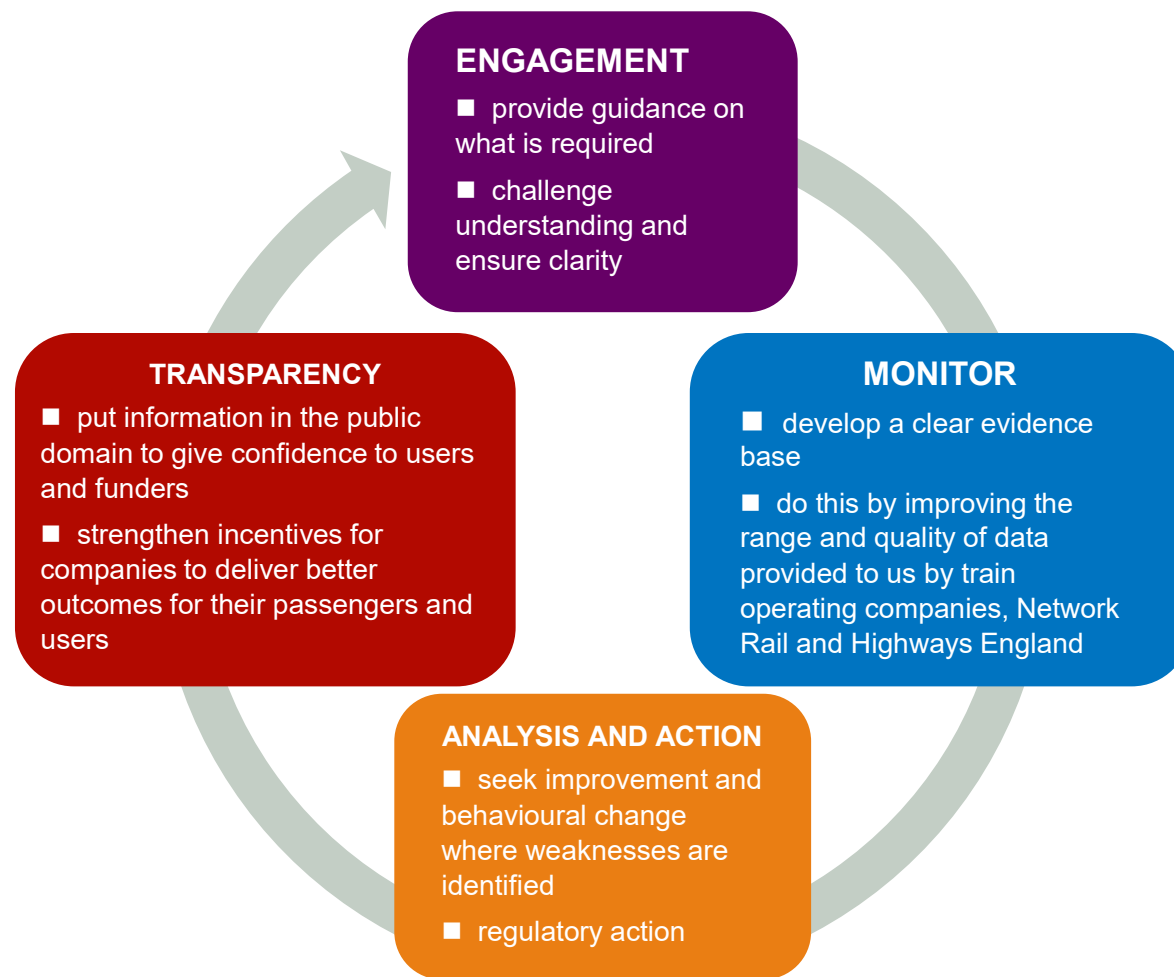 ENGAGEMENT
■ provide guidance on
what is required
■ challenge
understanding and
ensure clarity
MONITOR
■ develop a clear evidence
base
■ do this by improving the
range and quality of data
provided to us by train
operating companies, Network
Rail and Highways England
ANALYSIS AND ACTION
■ seek improvement and
behavioural change
where weaknesses are
identified
■ regulatory action
TRANSPARENCY
■ put information in the public
domain to give confidence to users
and funders
■ strengthen incentives for
companies to deliver better
outcomes for their passengers and
users